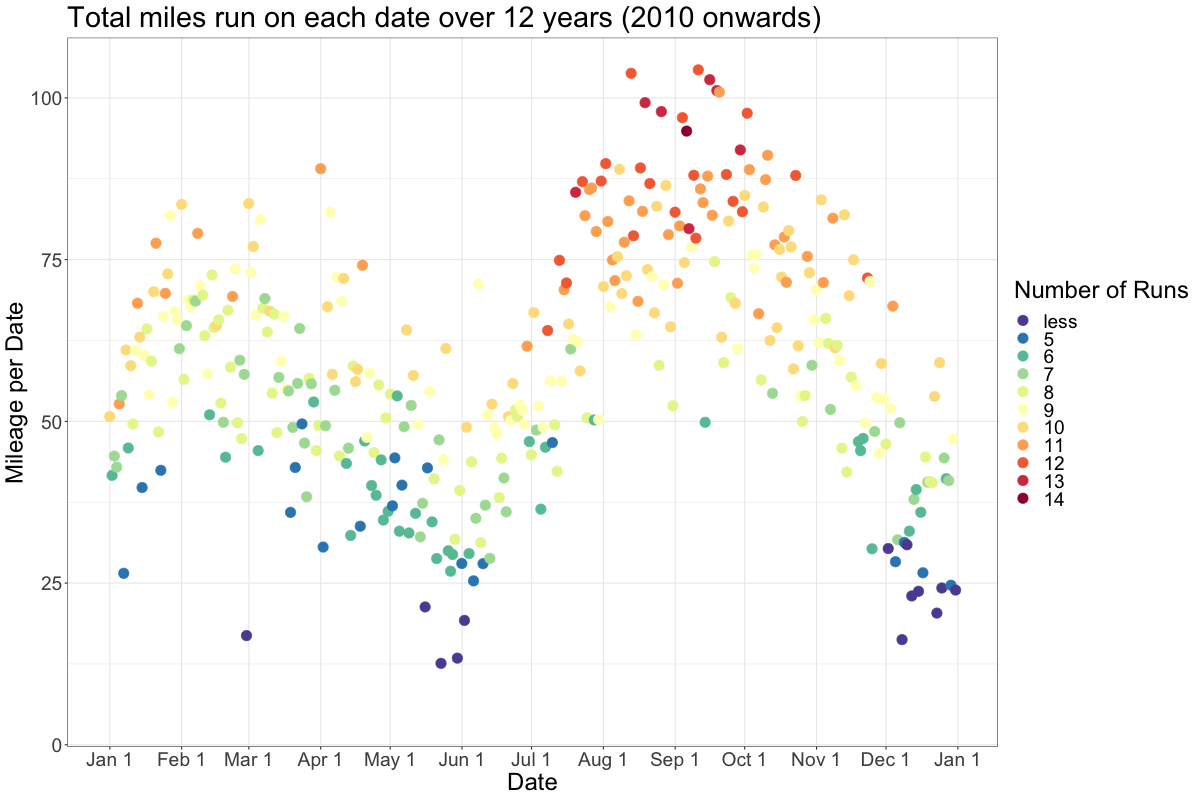 Total miles run on each date over 12 years (2010 onwards)
Mileage per Date
100
75
50
25
0
Jan 1 Feb 1 Mar 1 Apr 1 May 1 Jun 1 Jul 1 Aug 1 Sep 1 Oct 1 Nov 1 Dec 1 Jan 1
Date
Number of Runs
less
5
6
7
8
9
10
11
12
13
14